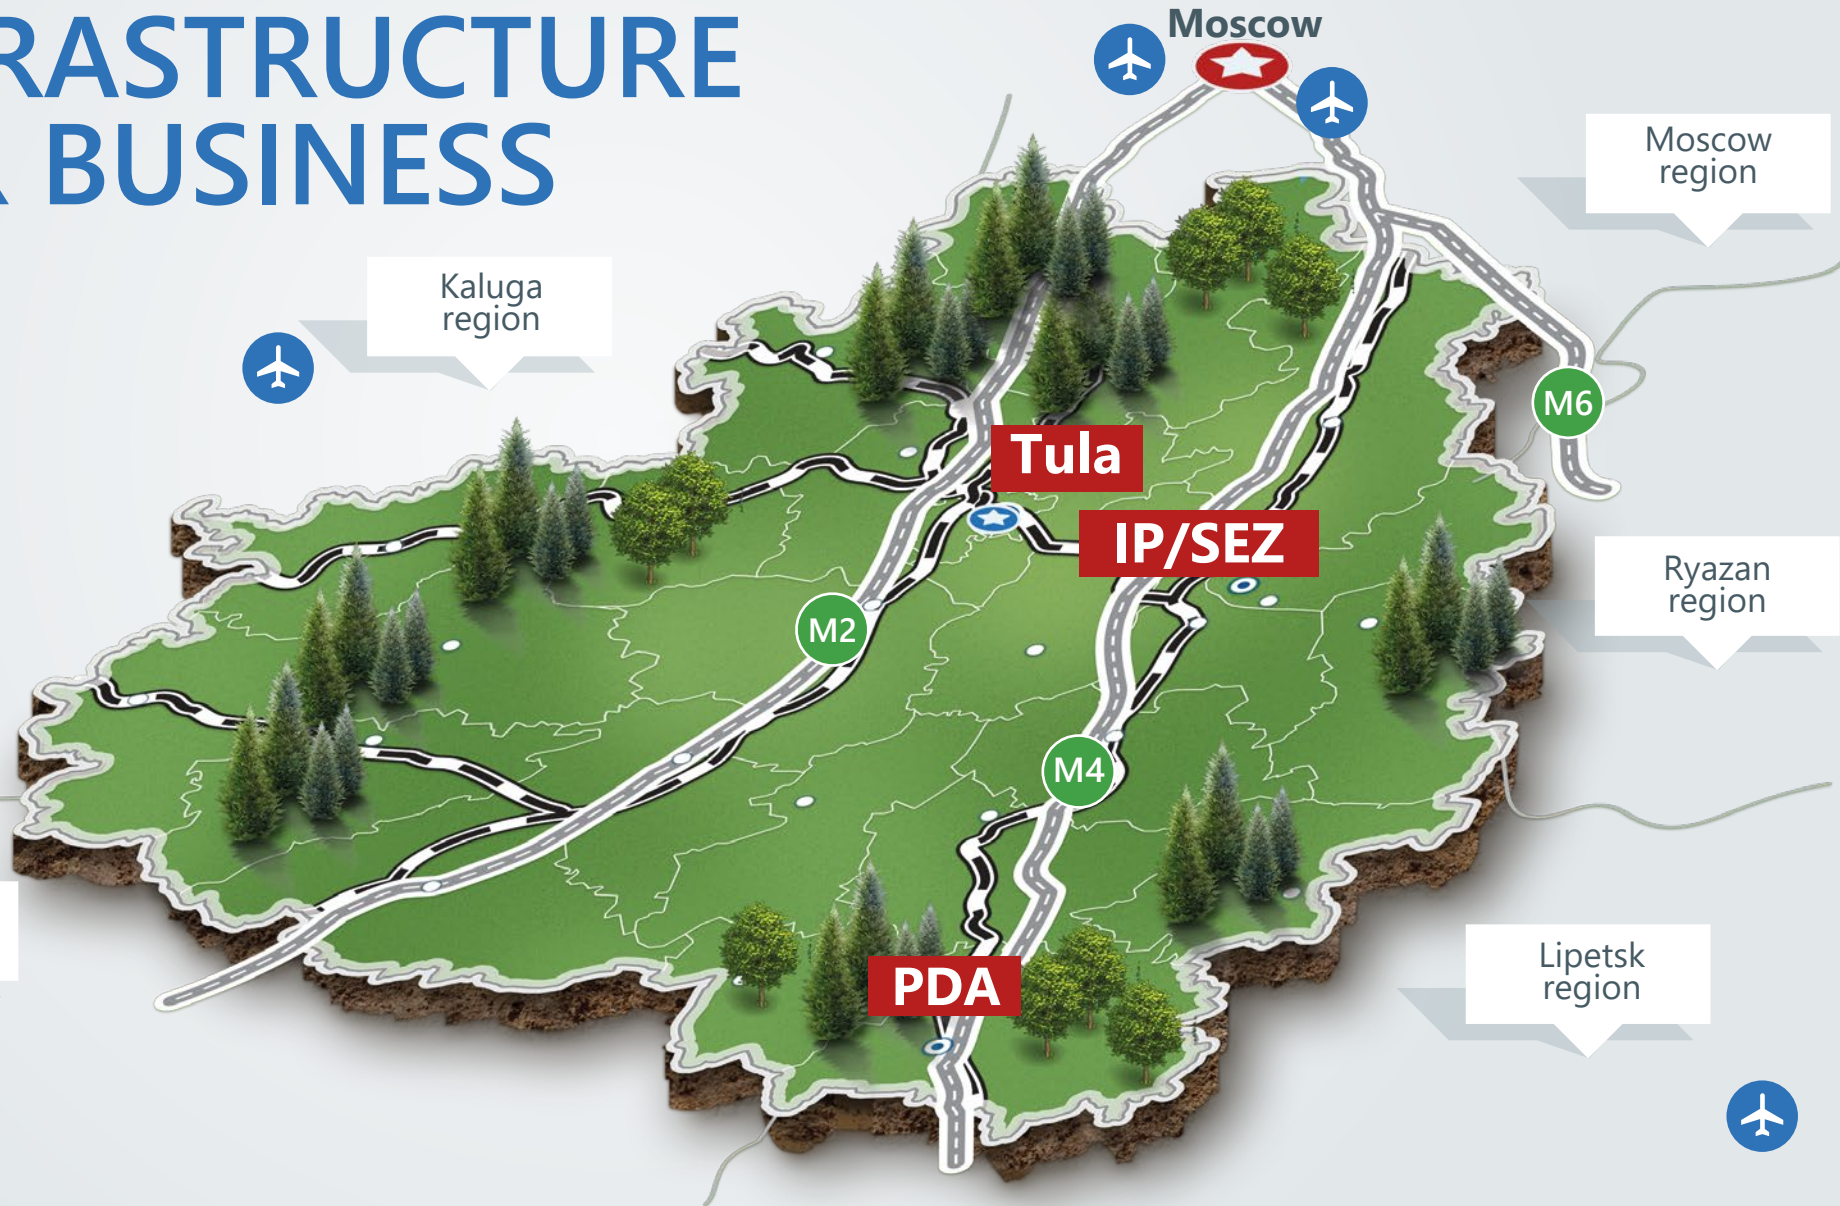 RASTRUCTURE
BUSINESS
Moscow
Moscow
region
Kaluga
region
M6
Tula
IP/SEZ
Ryazan
region
M2
M4
Lipetsk
region
PDA